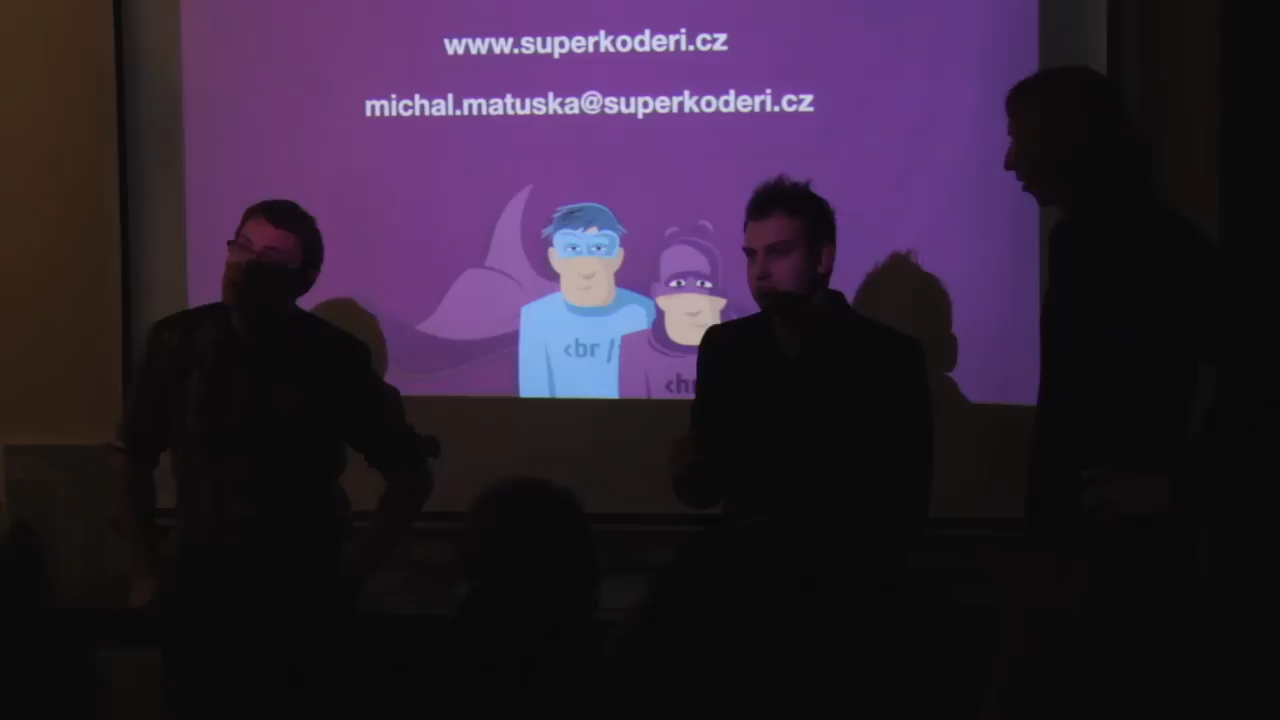 www.superkoderi.cz
michal.matuska@superkoderi.cz
<br /
<h